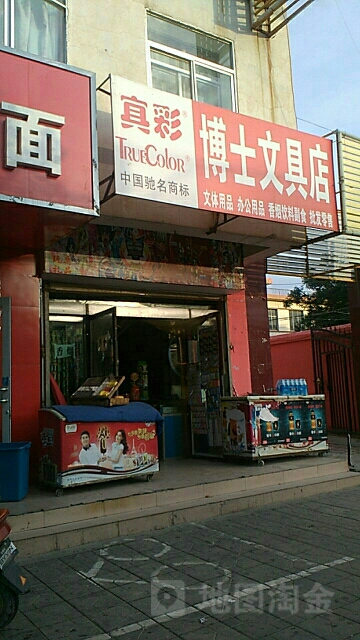 面
真彩®
TRUECOLOR®
中国驰名商标
博士文具店
文体用品 办公用品 香烟饮料副食 批发零售
地图淘金